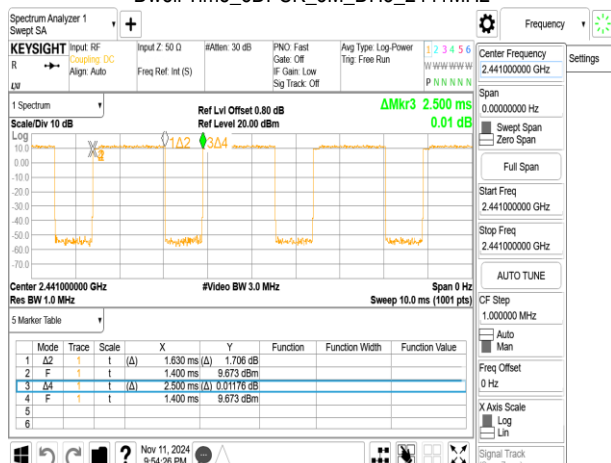 Spectrum Analyzer 1
Swept SA
Frequency
Settings
KEYSIGHT
R
Input: RF
Coupling: DC
Align: Auto
Input Z: 50 Ω
Freq Ref: Int (S)
#Atten: 30 dB
PNO: Fast
Gate: Off
IF Gain: Low
Sig Track: Off
Avg Type: Log-Power
Trig: Free Run
1 2 3 4 5 6
W W W W W W
P N N N N N
1 Spectrum
Scale/Div 10 dB
Ref Lvl Offset 0.80 dB
Ref Level 20.00 dBm
ΔMkr3 2.500 ms
0.01 dB
Log
10.0
0.00
-10.0
-20.0
-30.0
-40.0
-50.0
-60.0
-70.0
1Δ2
3Δ4
Center 2.441000000 GHz
Res BW 1.0 MHz
#Video BW 3.0 MHz
Span 0 Hz
Sweep 10.0 ms (1001 pts)
5 Marker Table
Mode Trace Scale X Y Function Function Width Function Value
1 Δ2 1 t (Δ) 1.630 ms (Δ) 1.706 dB
2 F 1 t 1.400 ms 9.673 dBm
3 Δ4 1 t (Δ) 2.500 ms (Δ) 0.01176 dB
4 F 1 t 1.400 ms 9.673 dBm
5
6
Nov 11, 2024
9:54:26 PM
Center Frequency
2.441000000 GHz
Span
0.00000000 Hz
Swept Span
Zero Span
Full Span
Start Freq
2.441000000 GHz
Stop Freq
2.441000000 GHz
AUTO TUNE
CF Step
1.000000 MHz
Auto
Man
Freq Offset
0 Hz
X Axis Scale
Log
Lin
Signal Track